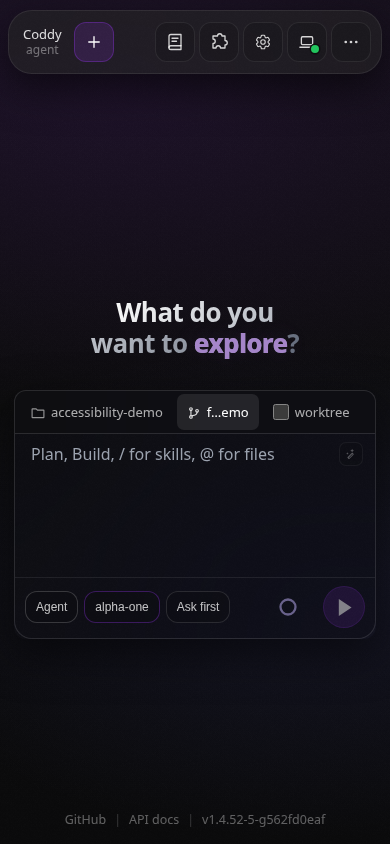 Coddy
agent
What do you
want to explore?
accessibility-demo f...emo worktree
Plan, Build, / for skills, @ for files
Agent alpha-one Ask first
GitHub | API docs | v1.4.52-5-g562fd0eaf